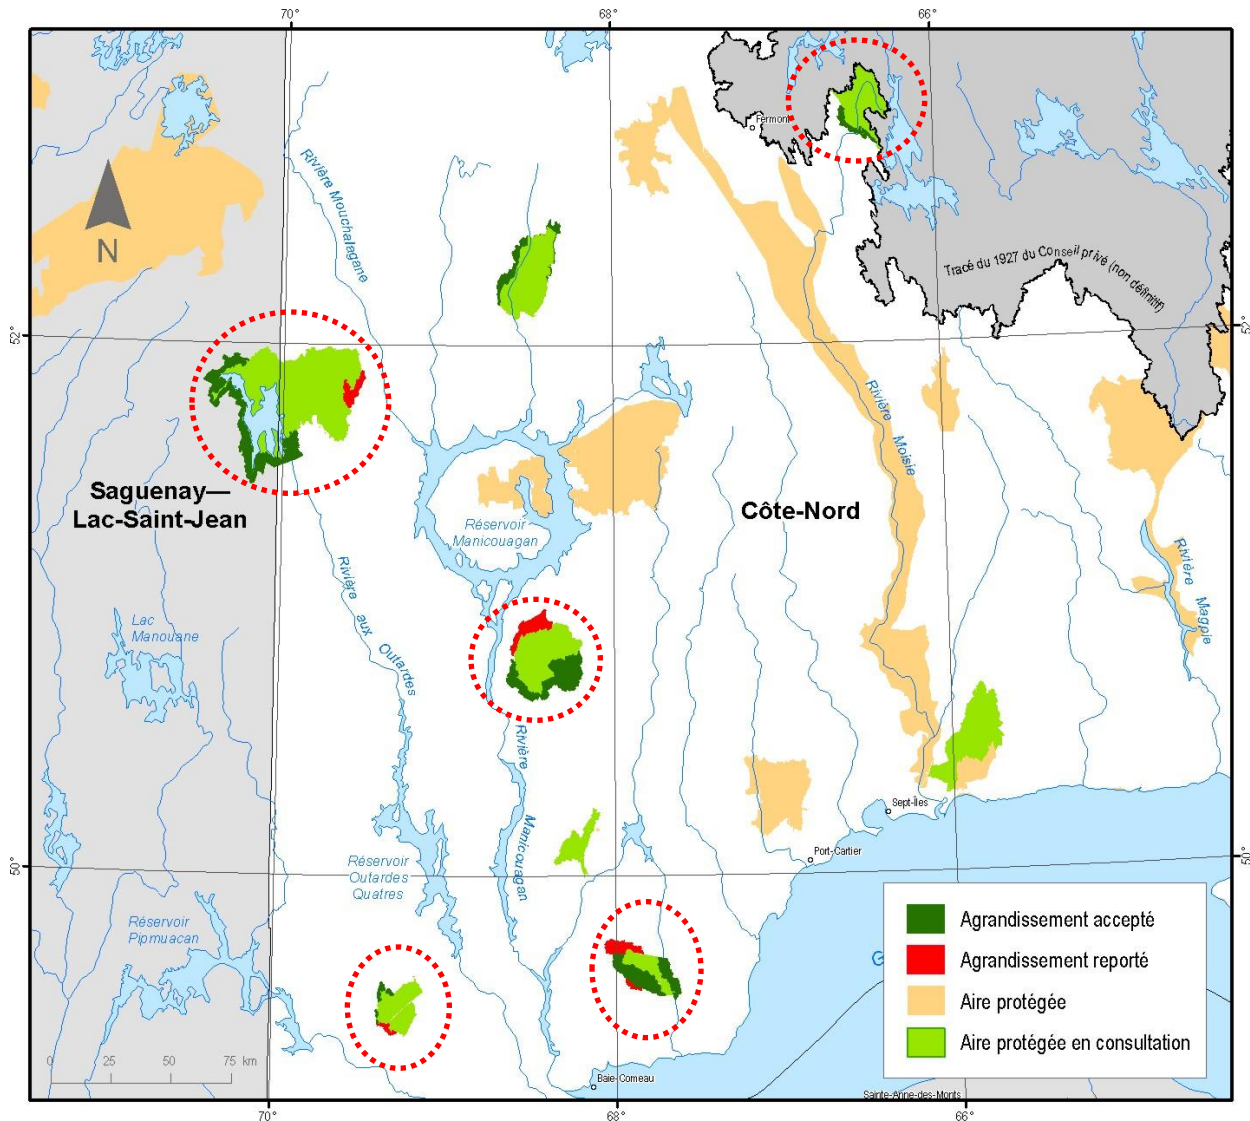 70°
68°
66°
Fermont
Rivière Mouchalagane
N
Tracé du 1927 du Conseil privé (non définitif)
52°
52°
Rivière Moisie
Saguenay—
Lac-Saint-Jean
Côte-Nord
Réservoir
Manicouagan
Rivière Magpie
Rivière aux Outardes
Lac
Manouane
Rivière Manicouagan
Sept-Îles
Port-Cartier
50°
50°
Réservoir
Outardes
Quatres
Réservoir
Pipmuacan
G
Agrandissement accepté
Agrandissement reporté
Aire protégée
Aire protégée en consultation
0 25 50 75 km
Baie-Comeau
Sainte-Anne-des-Monts
70°
68°
66°